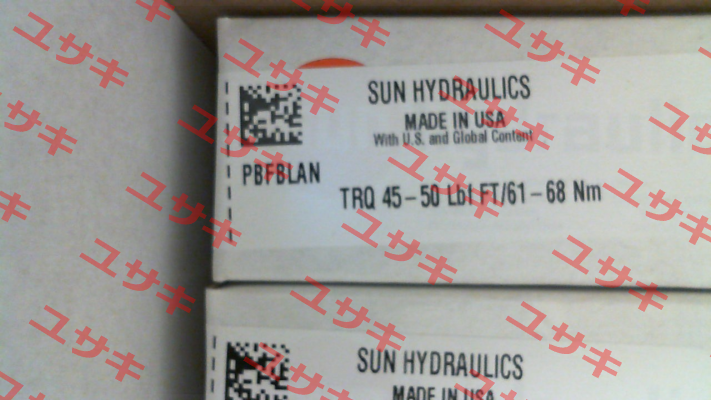 SUN HYDRAULICS
MADE IN USA
With U.S. and Global Content
PBFBLAN
TRQ 45-50 Lbf FT/61-68 Nm
SUN HYDRAULICS
MADE IN USA
ユサキ